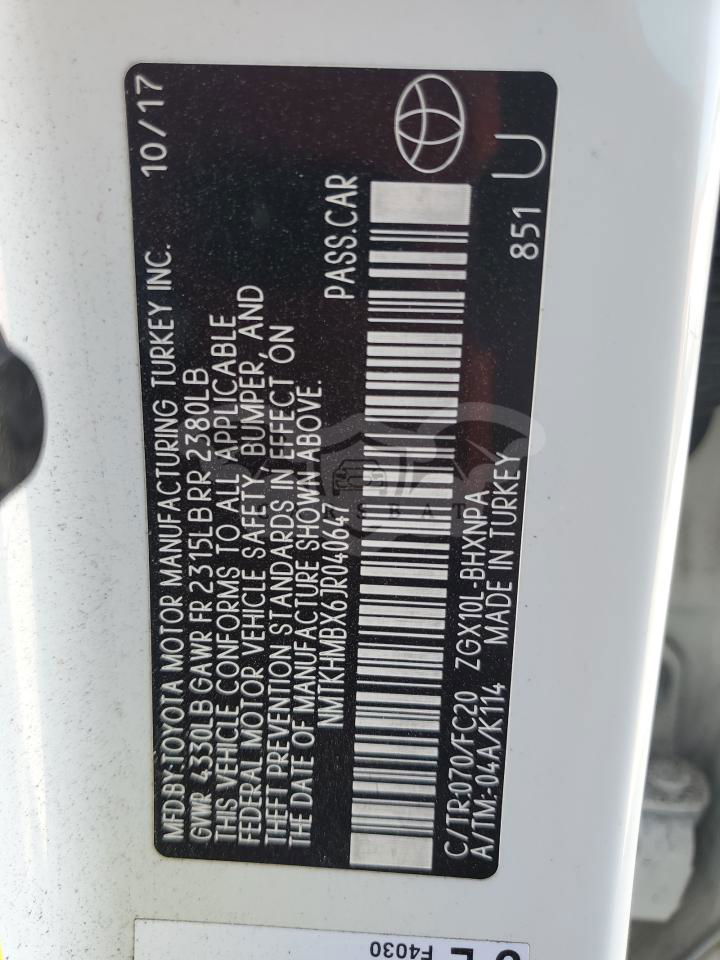 MFD.BY:TOYOTA MOTOR MANUFACTURING TURKEY INC. 10/17
GWR 4330LB GAWR FR 2315LB RR 2380LB
THIS VEHICLE CONFORMS TO ALL APPLICABLE
FEDERAL MOTOR VEHICLE SAFETY, BUMPER, AND
THEFT PREVENTION STANDARDS IN EFFECT ON
THE DATE OF MANUFACTURE SHOWN ABOVE.
NMTKHMBX6JR040647 PASS.CAR
C/TR:070/FC20 ZGX10L-BHXNPA 851 U
A/TM:-04A/K114 MADE IN TURKEY
F4030